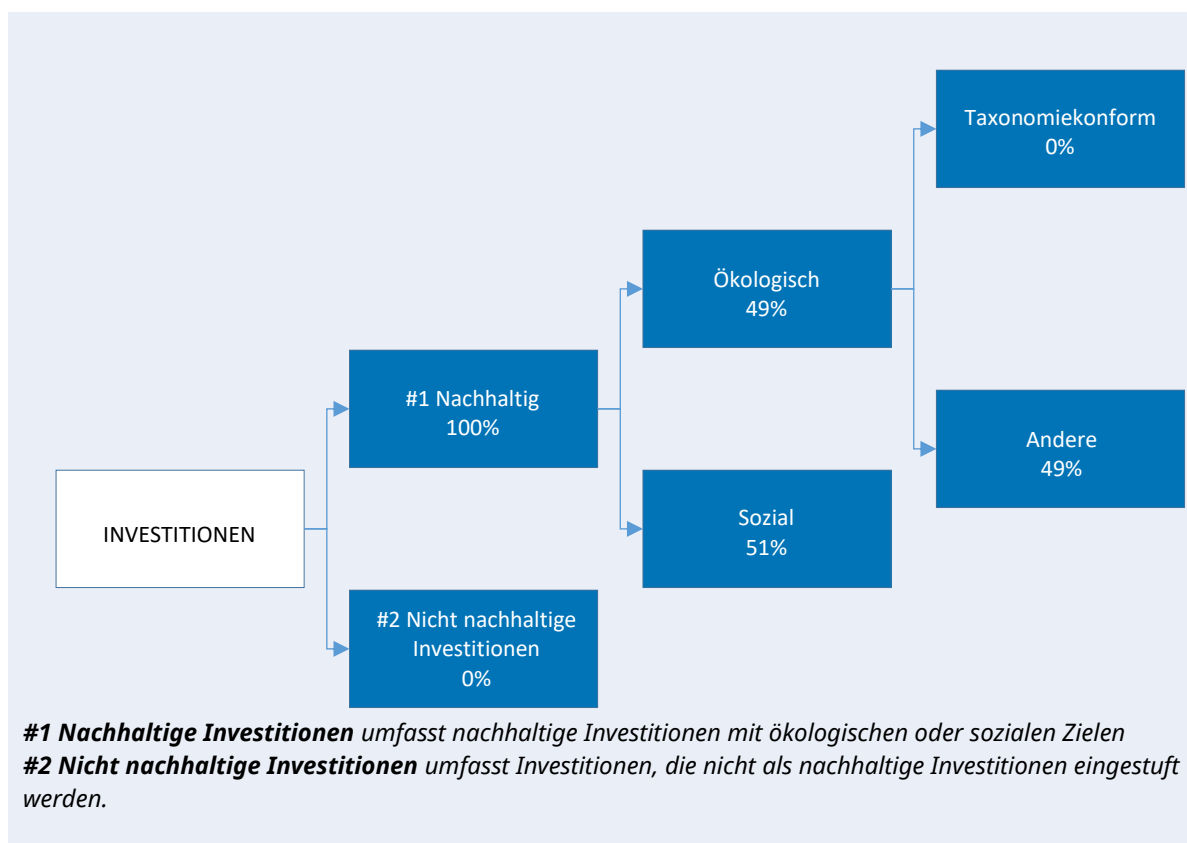 Taxonomiekonform
0%
Ökologisch
49%
#1 Nachhaltig
100%
Andere
49%
INVESTITIONEN
Sozial
51%
#2 Nicht nachhaltige
Investitionen
0%
#1 Nachhaltige Investitionen umfasst nachhaltige Investitionen mit ökologischen oder sozialen Zielen
#2 Nicht nachhaltige Investitionen umfasst Investitionen, die nicht als nachhaltige Investitionen eingestuft
werden.